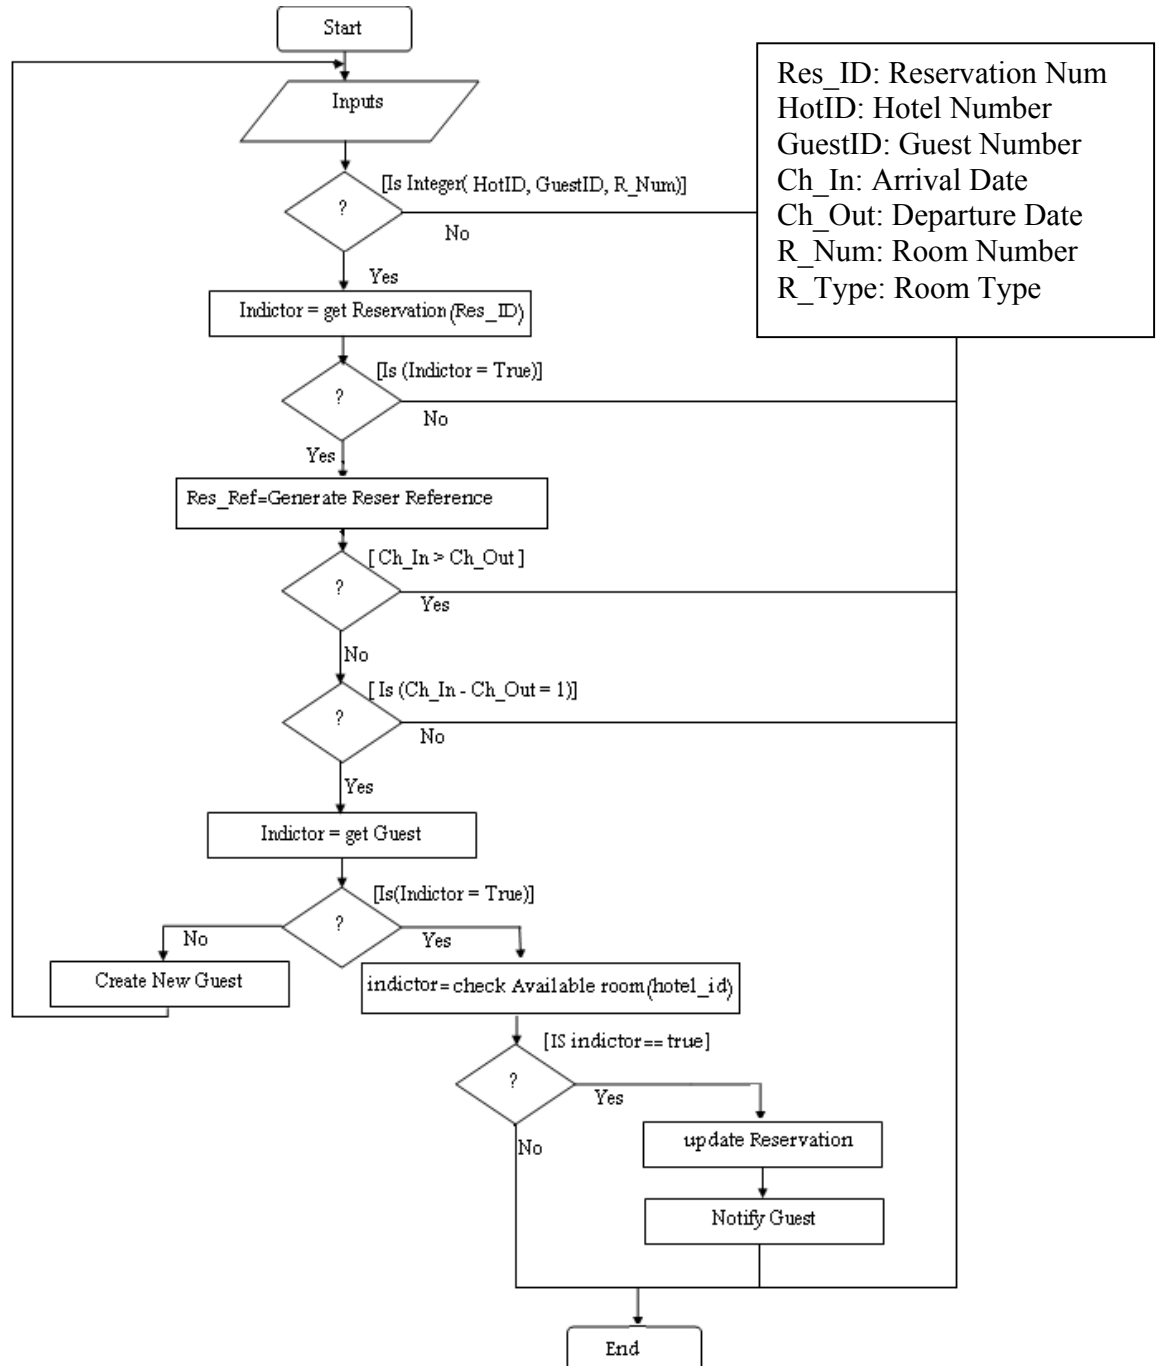 Start
Inputs
Res_ID: Reservation Num
HotID: Hotel Number
GuestID: Guest Number
Ch_In: Arrival Date
Ch_Out: Departure Date
R_Num: Room Number
R_Type: Room Type
[Is Integer( HotID, GuestID, R_Num)]
?
No
Yes
Indictor = get Reservation(Res_ID)
[Is (Indictor = True)]
?
No
Yes
Res_Ref=Generate Reser Reference
[ Ch_In > Ch_Out ]
?
Yes
No
[ Is (Ch_In - Ch_Out = 1)]
?
No
Yes
Indictor = get Guest
[Is(Indictor = True)]
?
No
Yes
Create New Guest
indictor=check Available room(hotel_id)
[IS indictor==true]
?
Yes
No
update Reservation
Notify Guest
End